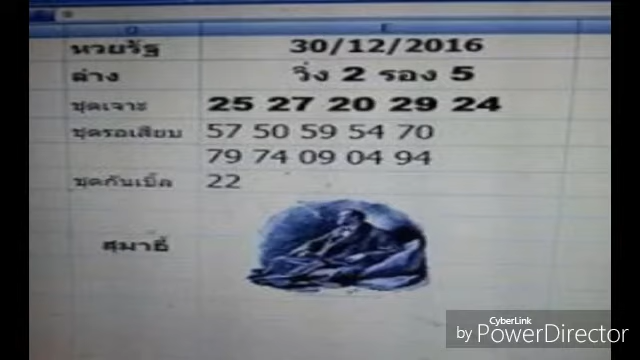 หวยรัฐ 30/12/2016
ล่าง วิ่ง 2 รอง 5
ชุดเจาะ 25 27 20 29 24
ชุดรอเสียบ 57 50 59 54 70
79 74 09 04 94
ชุดกันเบิ้ล 22
สุมาอี้
CyberLink
by PowerDirector